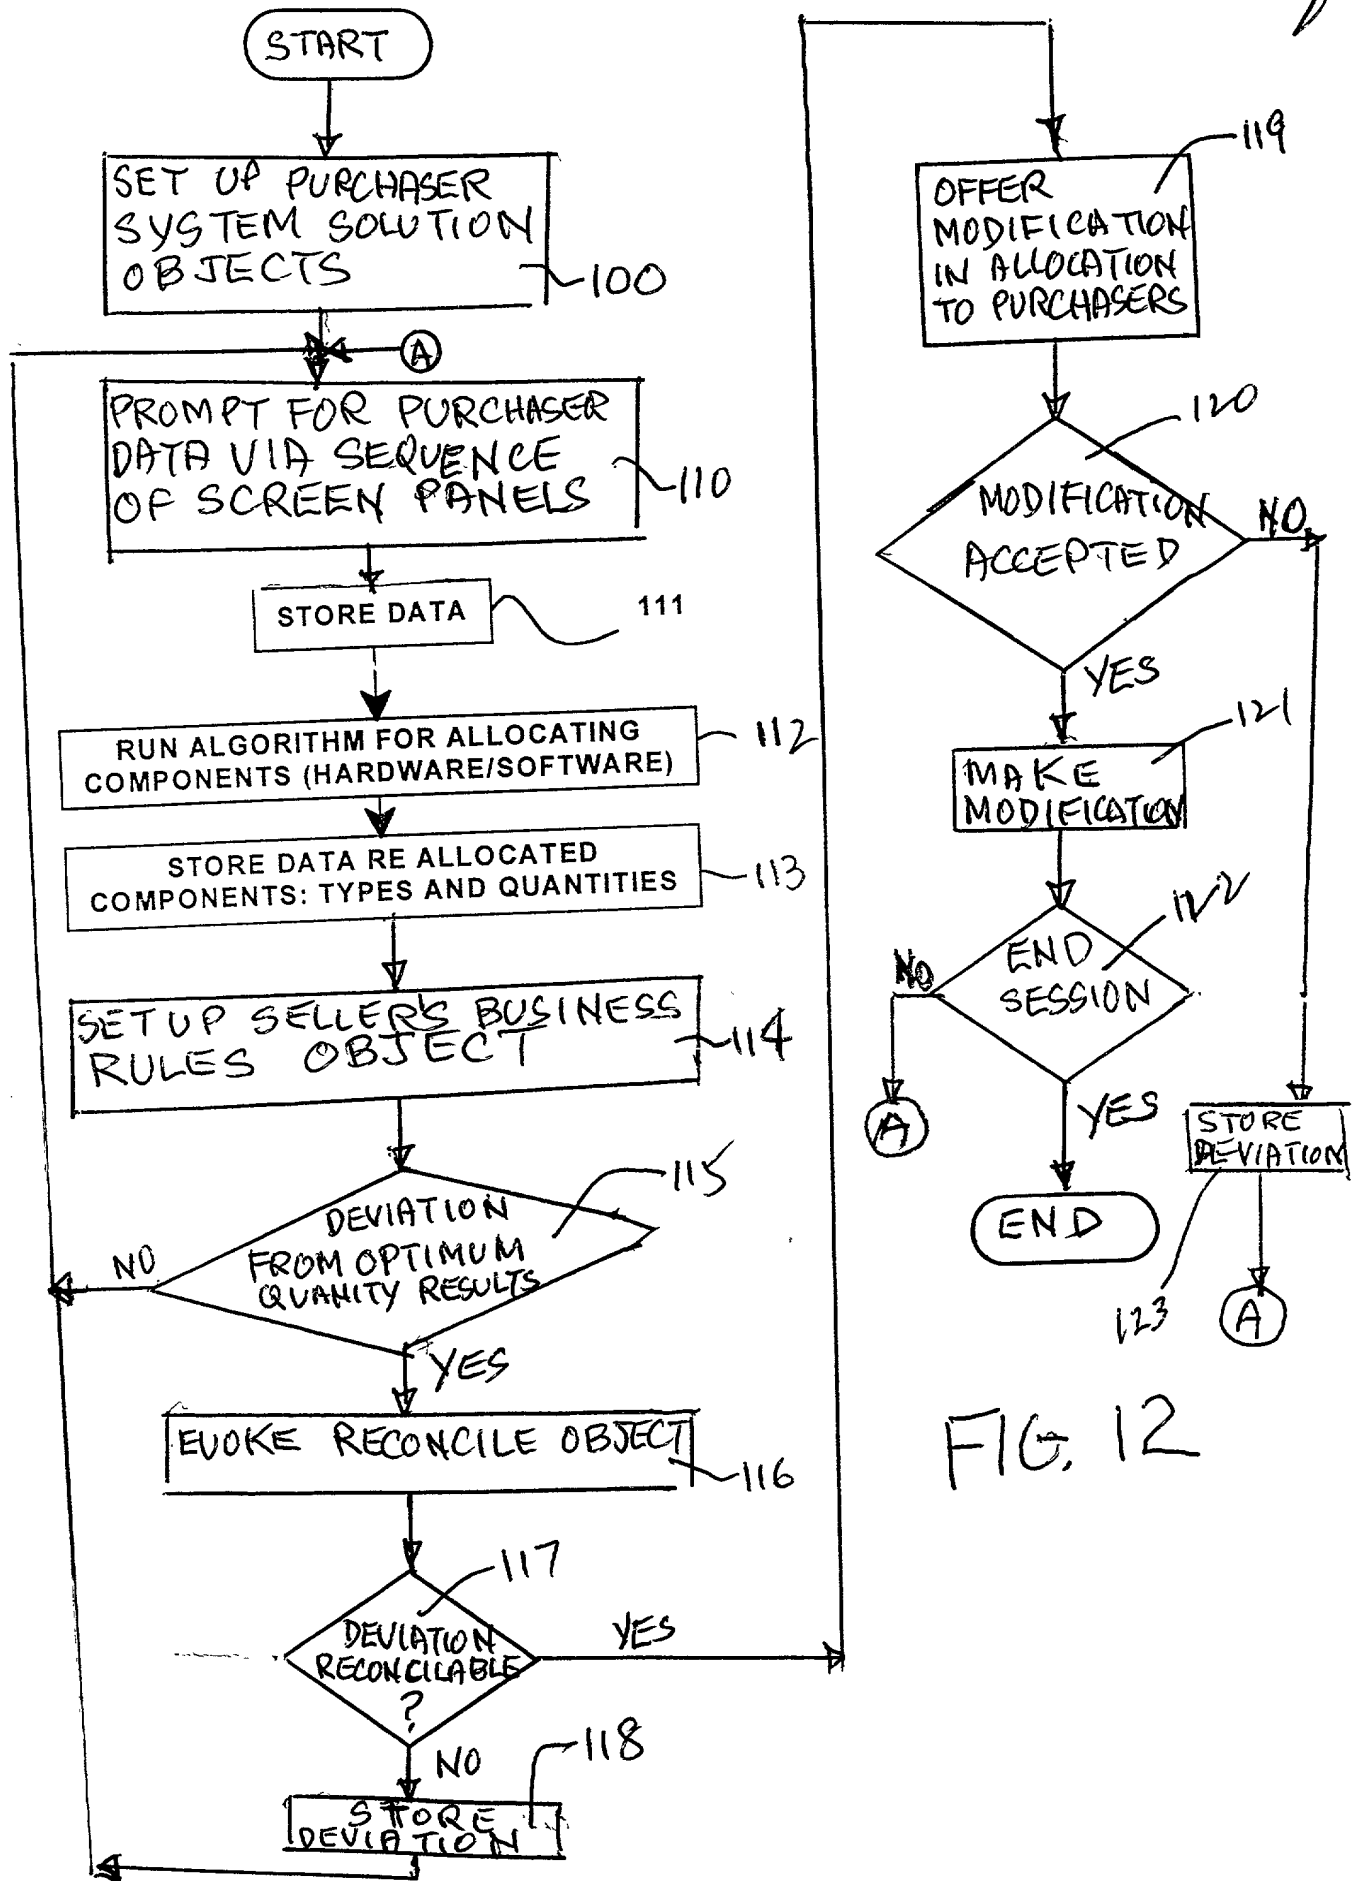 START
SET UP PURCHASER
SYSTEM SOLUTION
OBJECTS
100
A
PROMPT FOR PURCHASER
DATA VIA SEQUENCE
OF SCREEN PANELS
110
STORE DATA
111
RUN ALGORITHM FOR ALLOCATING
COMPONENTS (HARDWARE/SOFTWARE)
112
STORE DATA RE ALLOCATED
COMPONENTS: TYPES AND QUANTITIES
113
SETUP SELLER'S BUSINESS
RULES OBJECT
114
DEVIATION
FROM OPTIMUM
QUANITY RESULTS
115
NO
YES
EVOKE RECONCILE OBJECT
116
DEVIATION
RECONCILABLE
?
117
YES
NO
STORE
DEVIATION
118
OFFER
MODIFICATION
IN ALLOCATION
TO PURCHASERS
119
MODIFICATION
ACCEPTED
120
NO
YES
MAKE
MODIFICATION
121
END
SESSION
122
NO
A
YES
END
STORE
DEVIATION
123
A
FIG. 12